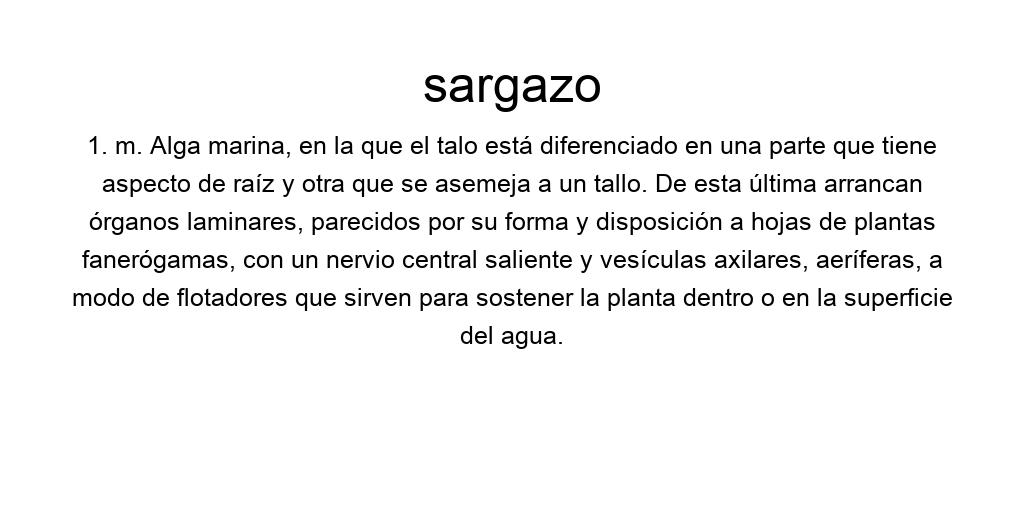 sargazo
1. m. Alga marina, en la que el talo está diferenciado en una parte que tiene
aspecto de raíz y otra que se asemeja a un tallo. De esta última arrancan
órganos laminares, parecidos por su forma y disposición a hojas de plantas
fanerógamas, con un nervio central saliente y vesículas axilares, aeríferas, a
modo de flotadores que sirven para sostener la planta dentro o en la superficie
del agua.